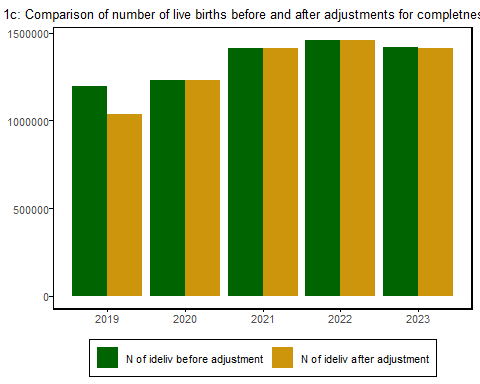 1c: Comparison of number of live births before and after adjustments for completnes
1500000
1000000
500000
0
2019 2020 2021 2022 2023
N of ideliv before adjustment N of ideliv after adjustment